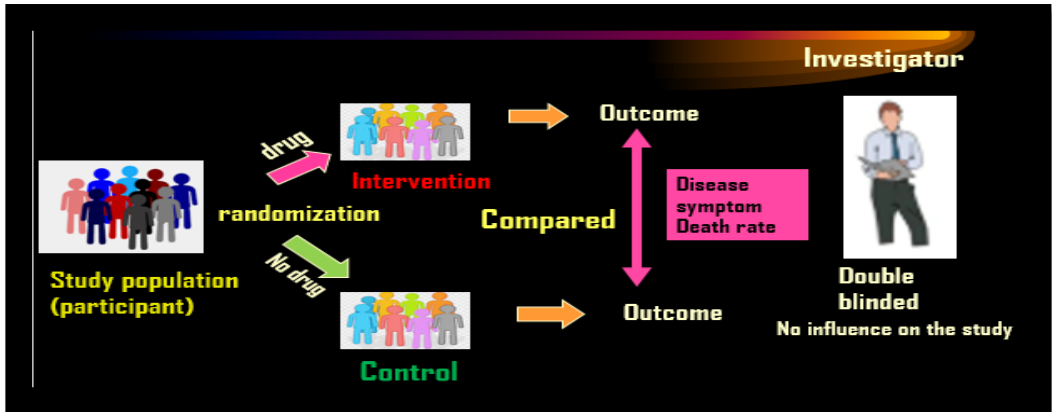 Investigator
drug
Outcome
Intervention
Disease
symptom
Death rate
randomization
Compared
Study population
(participant)
No drug
Double
blinded
Outcome
No influence on the study
Control